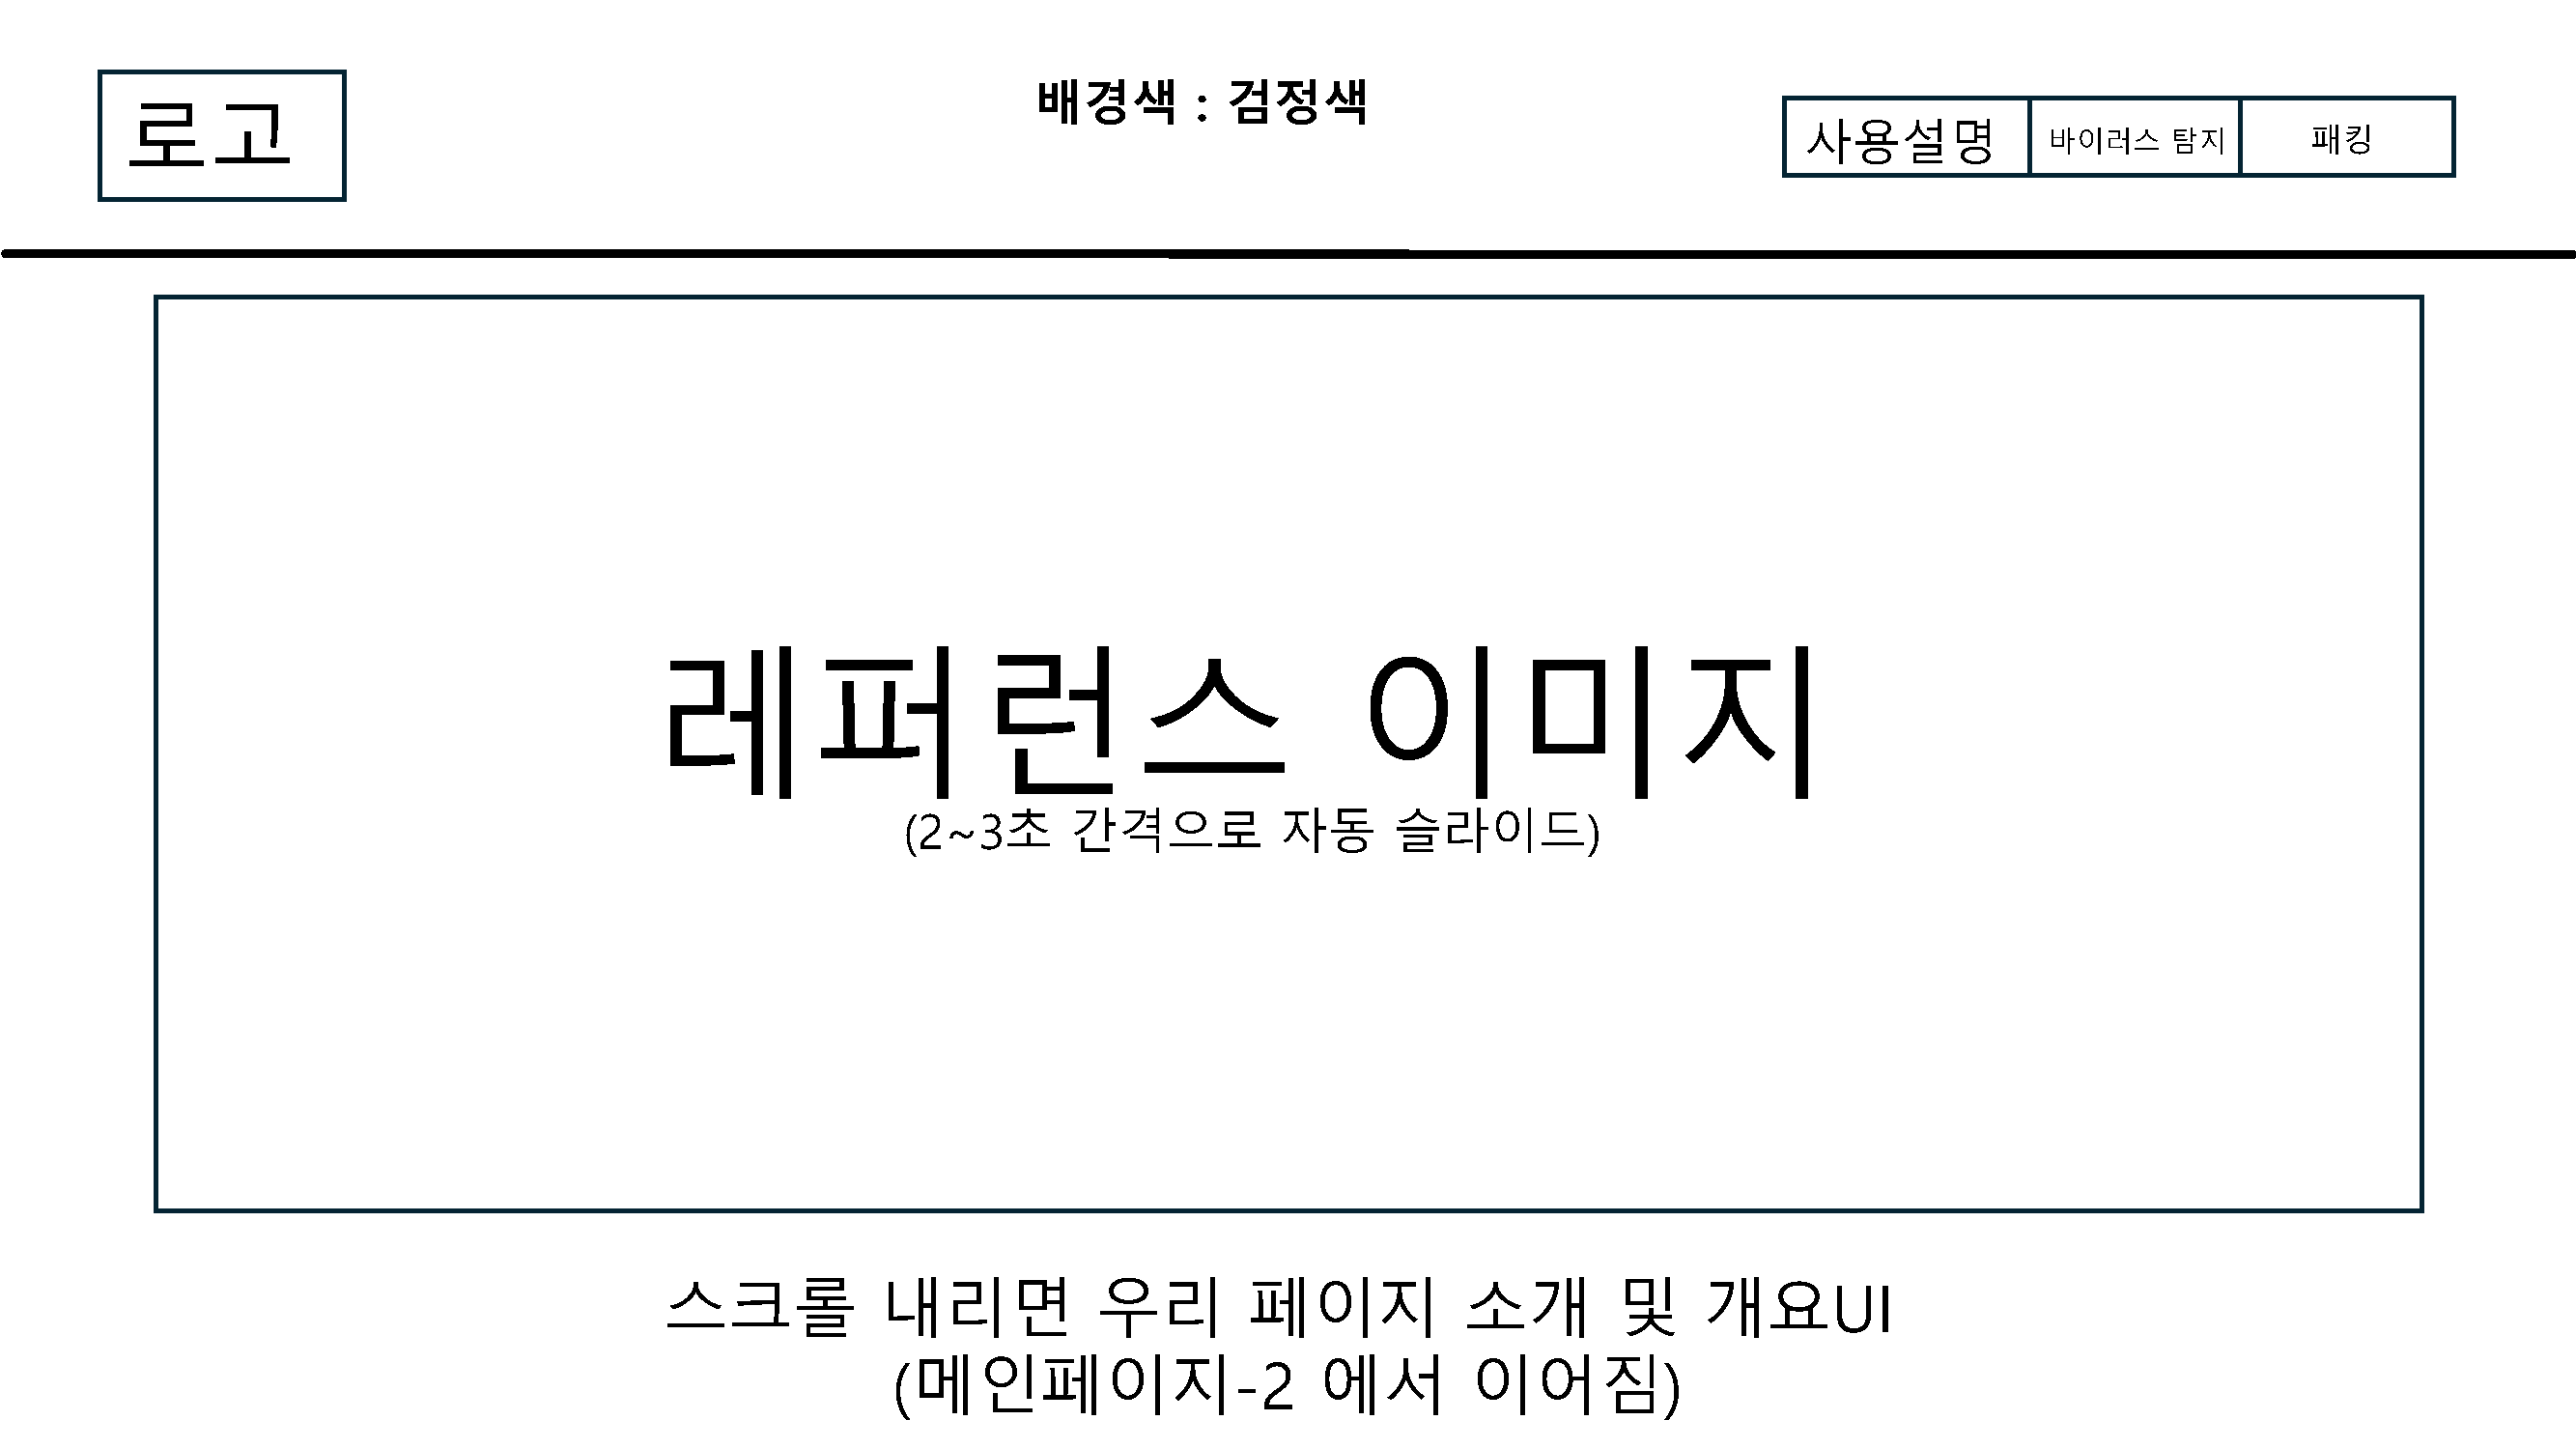 로고
배경색 : 검정색
사용설명
바이러스 탐지
패킹
레퍼런스 이미지
(2~3초 간격으로 자동 슬라이드)
스크롤 내리면 우리 페이지 소개 및 개요UI
(메인페이지-2 에서 이어짐)